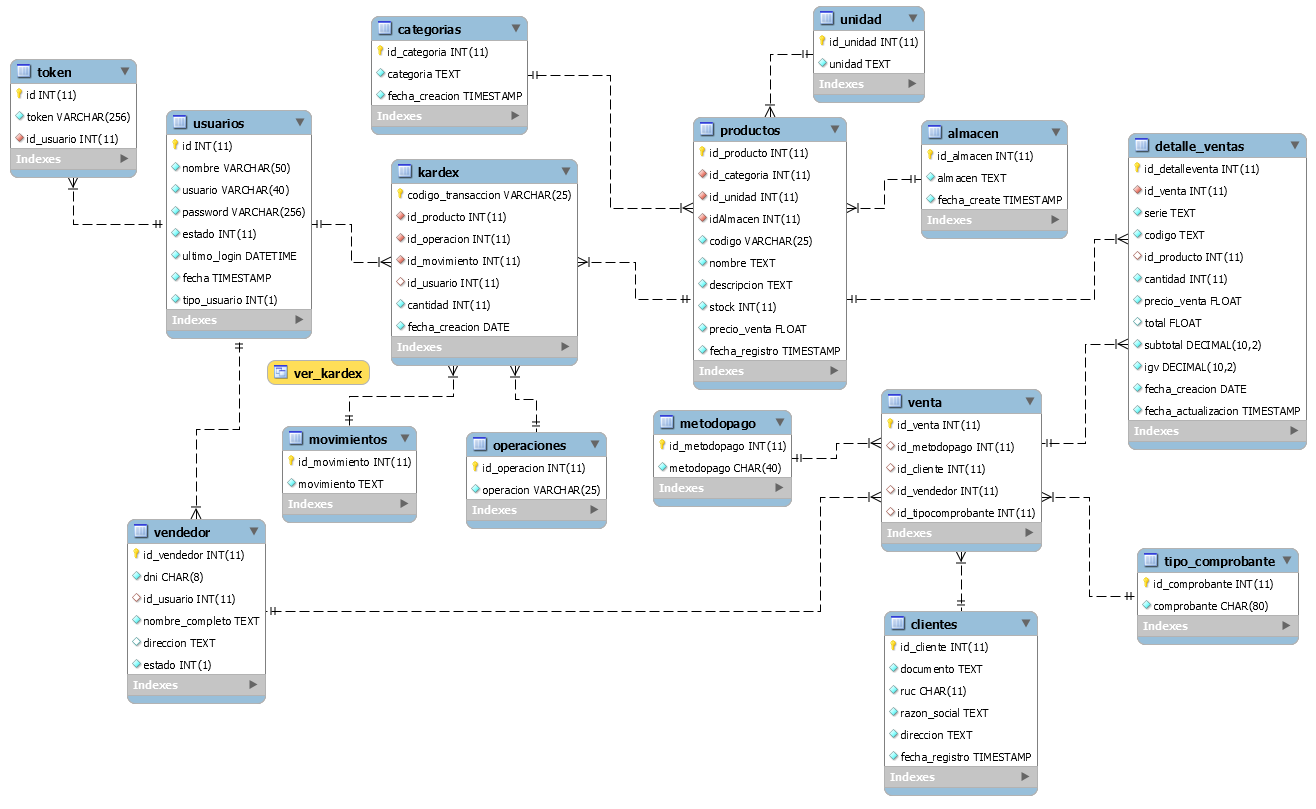 token
id INT(11)
token VARCHAR(256)
id_usuario INT(11)
Indexes
usuarios
id INT(11)
nombre VARCHAR(50)
usuario VARCHAR(40)
password VARCHAR(256)
estado INT(11)
ultimo_login DATETIME
fecha TIMESTAMP
tipo_usuario INT(1)
Indexes
categorias
id_categoria INT(11)
categoria TEXT
fecha_creacion TIMESTAMP
Indexes
kardex
codigo_transaccion VARCHAR(25)
id_producto INT(11)
id_operacion INT(11)
id_movimiento INT(11)
id_usuario INT(11)
cantidad INT(11)
fecha_creacion DATE
Indexes
unidad
id_unidad INT(11)
unidad TEXT
Indexes
productos
id_producto INT(11)
id_categoria INT(11)
id_unidad INT(11)
idAlmacen INT(11)
codigo VARCHAR(25)
nombre TEXT
descripcion TEXT
stock INT(11)
precio_venta FLOAT
fecha_registro TIMESTAMP
Indexes
almacen
id_almacen INT(11)
almacen TEXT
fecha_create TIMESTAMP
Indexes
detalle_ventas
id_detalleventa INT(11)
id_venta INT(11)
serie TEXT
codigo TEXT
id_producto INT(11)
cantidad INT(11)
precio_venta FLOAT
total FLOAT
subtotal DECIMAL(10,2)
igv DECIMAL(10,2)
fecha_creacion DATE
fecha_actualizacion TIMESTAMP
Indexes
ver_kardex
movimientos
id_movimiento INT(11)
movimiento TEXT
Indexes
operaciones
id_operacion INT(11)
operacion VARCHAR(25)
Indexes
metodopago
id_metodopago INT(11)
metodopago CHAR(40)
Indexes
venta
id_venta INT(11)
id_metodopago INT(11)
id_cliente INT(11)
id_vendedor INT(11)
id_tipocomprobante INT(11)
Indexes
vendedor
id_vendedor INT(11)
dni CHAR(8)
id_usuario INT(11)
nombre_completo TEXT
direccion TEXT
estado INT(1)
Indexes
clientes
id_cliente INT(11)
documento TEXT
ruc CHAR(11)
razon_social TEXT
direccion TEXT
fecha_registro TIMESTAMP
Indexes
tipo_comprobante
id_comprobante INT(11)
comprobante CHAR(80)
Indexes